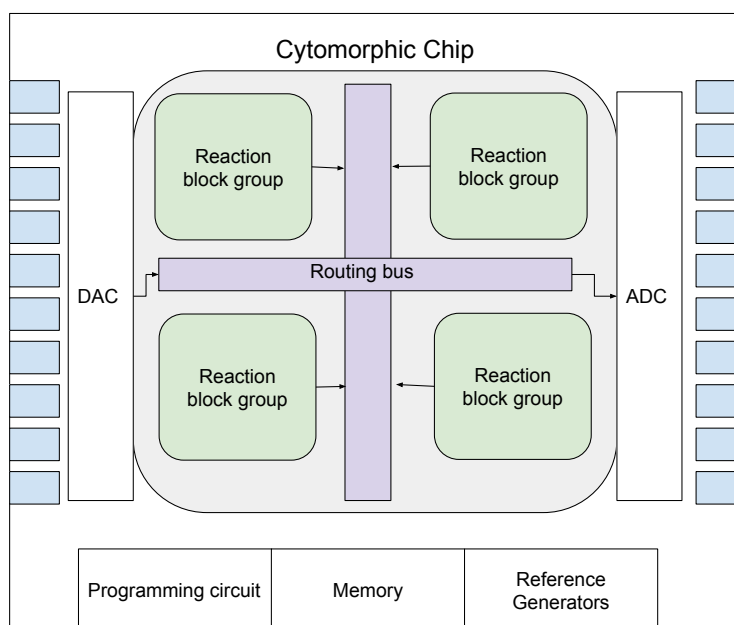 Cytomorphic Chip
Reaction
block group
Reaction
block group
DAC
Routing bus
ADC
Reaction
block group
Reaction
block group
Programming circuit
Memory
Reference
Generators